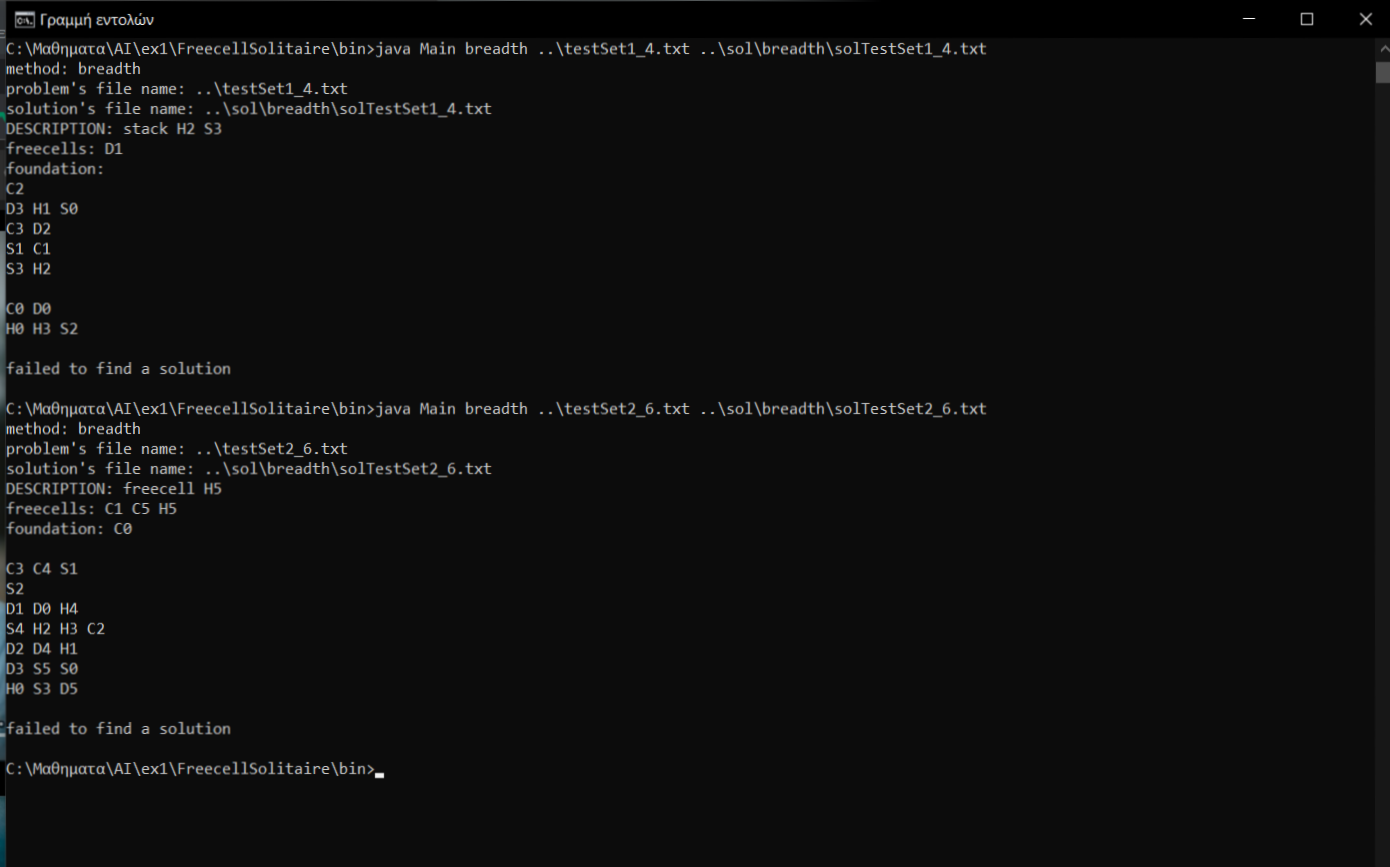 Γραμμή εντολών
C:\Μαθηματα\AI\ex1\FreecellSolitaire\bin>java Main breadth ..\testSet1_4.txt ..\sol\breadth\solTestSet1_4.txt
method: breadth
problem's file name: ..\testSet1_4.txt
solution's file name: ..\sol\breadth\solTestSet1_4.txt
DESCRIPTION: stack H2 S3
freecells: D1
foundation:
C2
D3 H1 S0
C3 D2
S1 C1
S3 H2
C0 D0
H0 H3 S2
failed to find a solution
C:\Μαθηματα\AI\ex1\FreecellSolitaire\bin>java Main breadth ..\testSet2_6.txt ..\sol\breadth\solTestSet2_6.txt
method: breadth
problem's file name: ..\testSet2_6.txt
solution's file name: ..\sol\breadth\solTestSet2_6.txt
DESCRIPTION: freecell H5
freecells: C1 C5 H5
foundation: C0
C3 C4 S1
S2
D1 D0 H4
S4 H2 H3 C2
D2 D4 H1
D3 S5 S0
H0 S3 D5
failed to find a solution
C:\Μαθηματα\AI\ex1\FreecellSolitaire\bin>